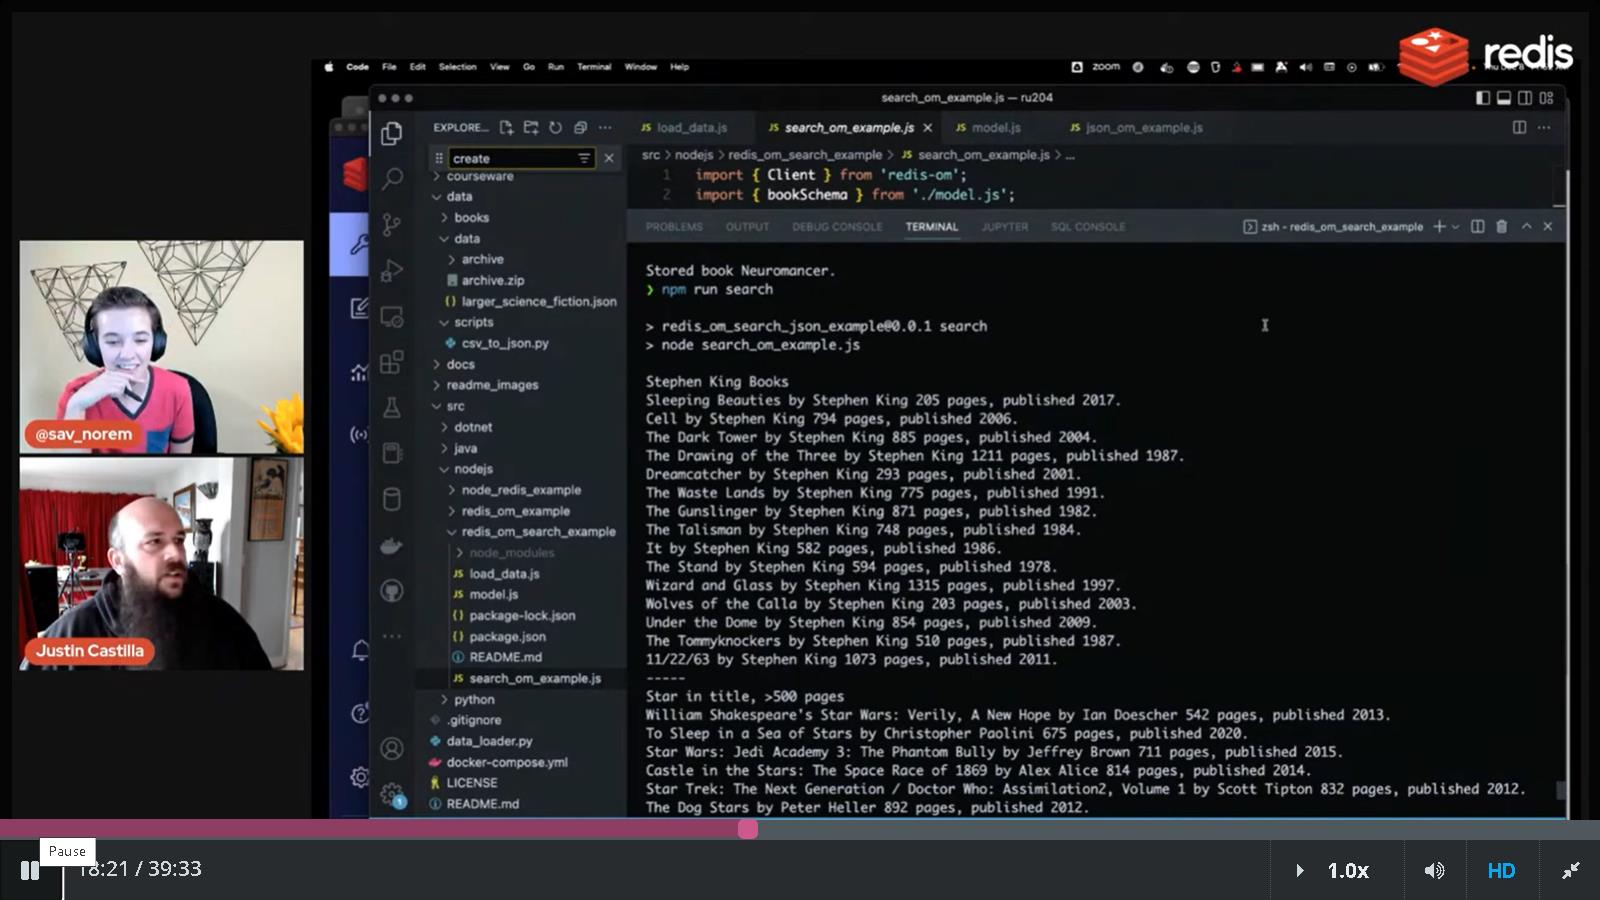 redis
Code File Edit Selection View Go Run Terminal Window Help
zoom
search_om_example.js — ru204
EXPLORE...
JS load_data.js
JS search_om_example.js
JS model.js
JS json_om_example.js
create
src > nodejs > redis_om_search_example > JS search_om_example.js > ...
1 import { Client } from 'redis-om';
2 import { bookSchema } from './model.js';
PROBLEMS OUTPUT DEBUG CONSOLE TERMINAL JUPYTER SQL CONSOLE
zsh - redis_om_search_example
courseware
data
books
data
archive
archive.zip
larger_science_fiction.json
scripts
csv_to_json.py
docs
readme_images
src
dotnet
java
nodejs
node_redis_example
redis_om_example
redis_om_search_example
node_modules
JS load_data.js
JS model.js
{} package-lock.json
{} package.json
README.md
JS search_om_example.js
python
.gitignore
data_loader.py
docker-compose.yml
LICENSE
README.md
1
Stored book Neuromancer.
❯ npm run search
> redis_om_search_json_example@0.0.1 search
> node search_om_example.js
Stephen King Books
Sleeping Beauties by Stephen King 205 pages, published 2017.
Cell by Stephen King 794 pages, published 2006.
The Dark Tower by Stephen King 885 pages, published 2004.
The Drawing of the Three by Stephen King 1211 pages, published 1987.
Dreamcatcher by Stephen King 293 pages, published 2001.
The Waste Lands by Stephen King 775 pages, published 1991.
The Gunslinger by Stephen King 871 pages, published 1982.
The Talisman by Stephen King 748 pages, published 1984.
It by Stephen King 582 pages, published 1986.
The Stand by Stephen King 594 pages, published 1978.
Wizard and Glass by Stephen King 1315 pages, published 1997.
Wolves of the Calla by Stephen King 203 pages, published 2003.
Under the Dome by Stephen King 854 pages, published 2009.
The Tommyknockers by Stephen King 510 pages, published 1987.
11/22/63 by Stephen King 1073 pages, published 2011.
-----
Star in title, >500 pages
William Shakespeare's Star Wars: Verily, A New Hope by Ian Doescher 542 pages, published 2013.
To Sleep in a Sea of Stars by Christopher Paolini 675 pages, published 2020.
Star Wars: Jedi Academy 3: The Phantom Bully by Jeffrey Brown 711 pages, published 2015.
Castle in the Stars: The Space Race of 1869 by Alex Alice 814 pages, published 2014.
Star Trek: The Next Generation / Doctor Who: Assimilation2, Volume 1 by Scott Tipton 832 pages, published 2012.
The Dog Stars by Peter Heller 892 pages, published 2012.
@sav_norem
Justin Castilla
Pause
18:21 / 39:33
1.0x
HD